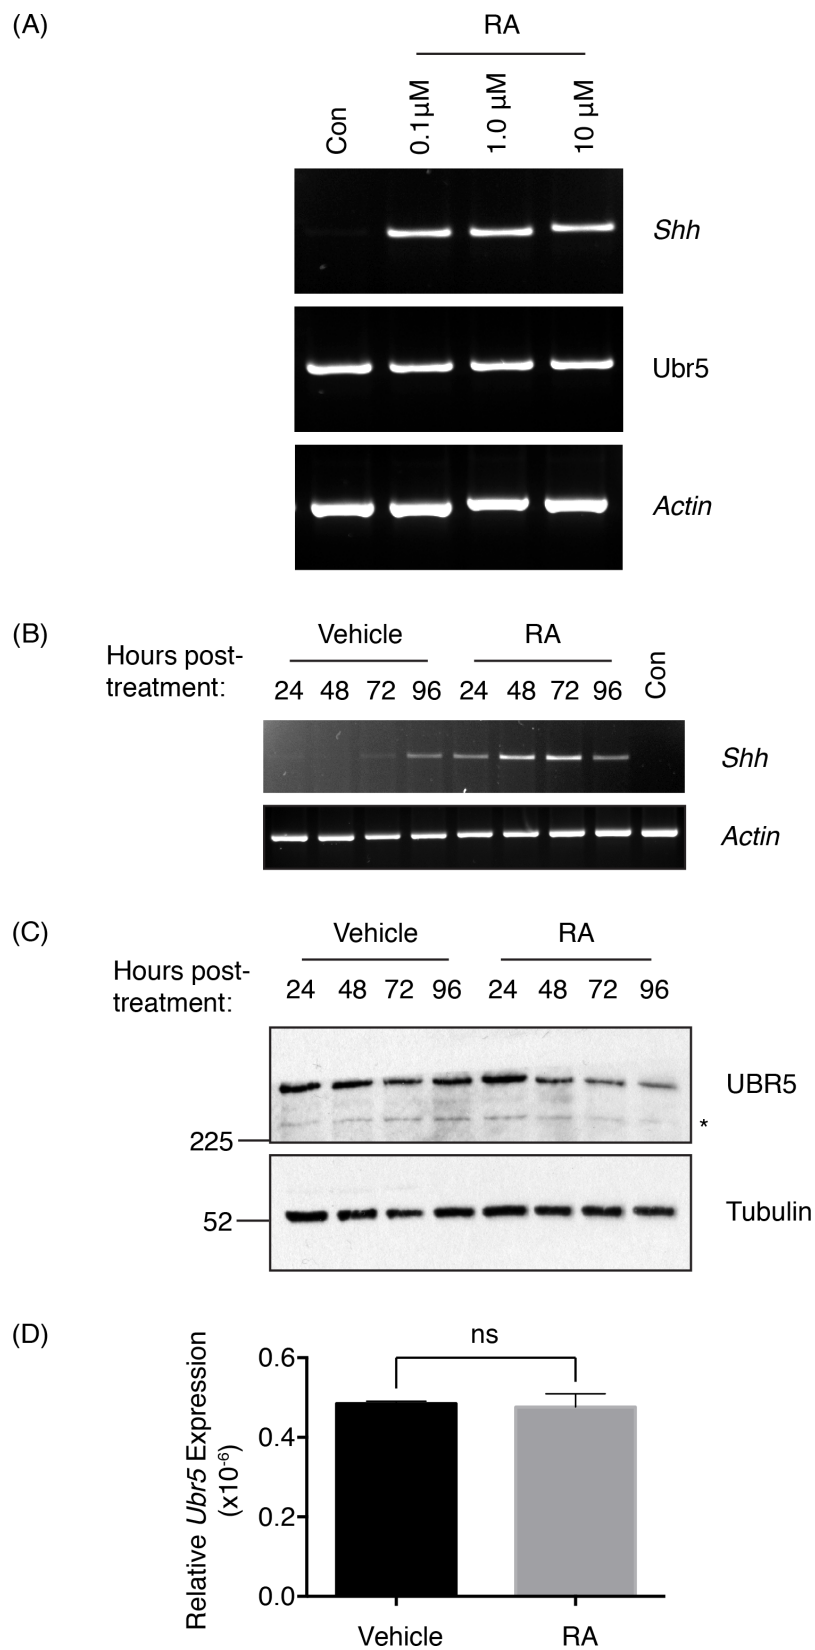 (A)
RA
Con 0.1µM 1.0 µM 10 µM
Shh
Ubr5
Actin
(B)
Vehicle RA
Hours post-
treatment: 24 48 72 96 24 48 72 96 Con
Shh
Actin
(C)
Vehicle RA
Hours post-
treatment: 24 48 72 96 24 48 72 96
UBR5
*
225
52 Tubulin
(D)
ns
Relative Ubr5 Expression
(x10-6)
0.6
0.4
0.2
0.0
Vehicle RA